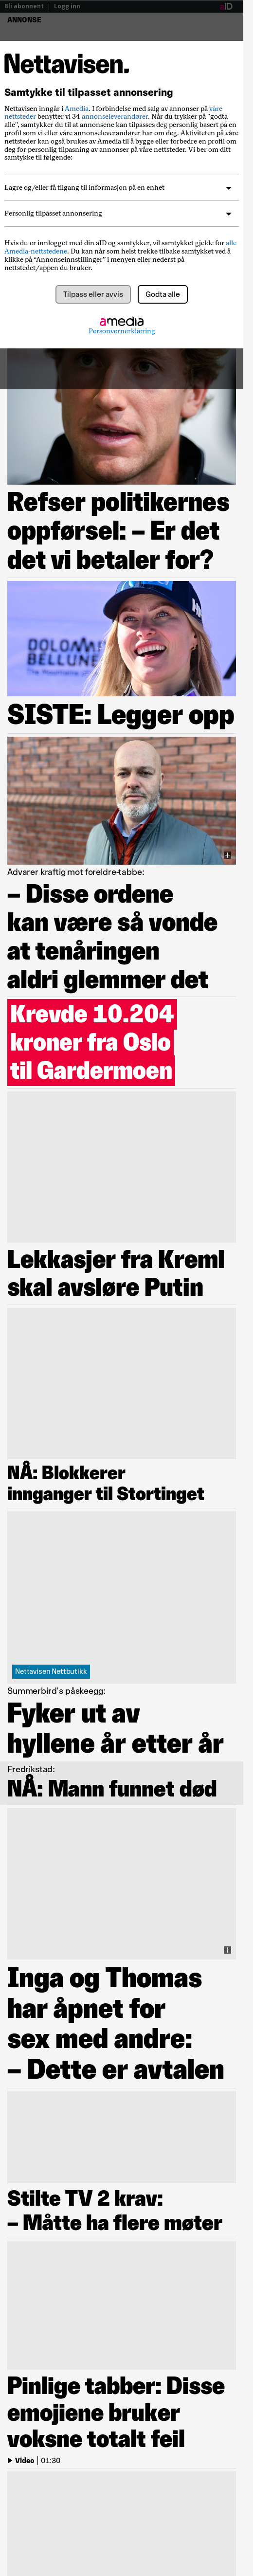 Bli abonnent | Logg inn
aID
ANNONSE
Nettavisen.
Samtykke til tilpasset annonsering
Nettavisen inngår i Amedia. I forbindelse med salg av annonser på våre
nettsteder benytter vi 34 annonseleverandører. Når du trykker på "godta
alle", samtykker du til at annonsene kan tilpasses deg personlig basert på en
profil som vi eller våre annonseleverandører har om deg. Aktiviteten på våre
nettsteder kan også brukes av Amedia til å bygge eller forbedre en profil om
deg for personlig tilpasning av annonser på våre nettsteder. Vi ber om ditt
samtykke til følgende:
Lagre og/eller få tilgang til informasjon på en enhet
Personlig tilpasset annonsering
Hvis du er innlogget med din aID og samtykker, vil samtykket gjelde for alle
Amedia-nettstedene. Du kan når som helst trekke tilbake samtykket ved å
klikke på “Annonseinnstillinger” i menyen eller nederst på
nettstedet/appen du bruker.
Tilpass eller avvis
Godta alle
amedia
Personvernerklæring
Refser politikernes
oppførsel: – Er det
det vi betaler for?
DOLOMI
BELLUNE
SISTE: Legger opp
Advarer kraftig mot foreldre-tabbe:
– Disse ordene
kan være så vonde
at tenåringen
aldri glemmer det
Krevde 10.204
kroner fra Oslo
til Gardermoen
Lekkasjer fra Kreml
skal avsløre Putin
NÅ: Blokkerer
innganger til Stortinget
Nettavisen Nettbutikk
Summerbird's påskeegg:
Fyker ut av
hyllene år etter år
Fredrikstad:
NÅ: Mann funnet død
Inga og Thomas
har åpnet for
sex med andre:
– Dette er avtalen
Stilte TV 2 krav:
– Måtte ha flere møter
Pinlige tabber: Disse
emojiene bruker
voksne totalt feil
Video | 01:30